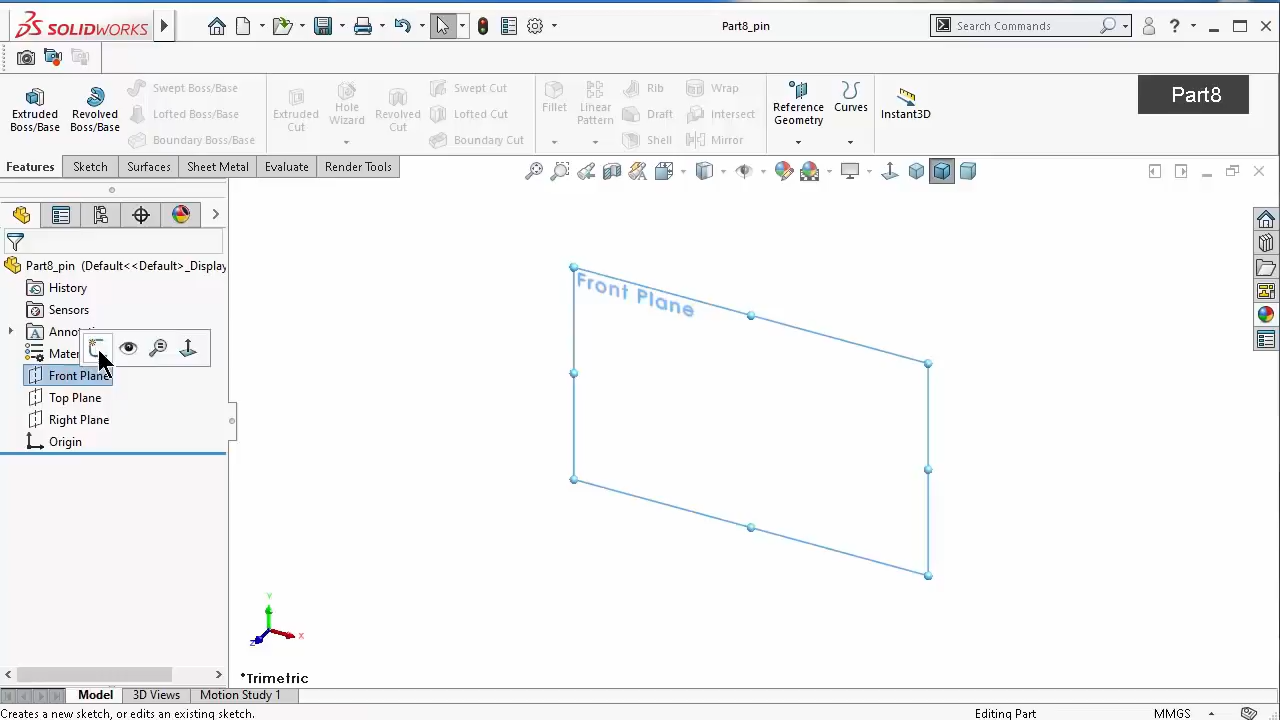 SOLIDWORKS
Part8_pin
Search Commands
?
Part8
Extruded
Boss/Base
Revolved
Boss/Base
Swept Boss/Base
Lofted Boss/Base
Boundary Boss/Base
Extruded
Cut
Hole
Wizard
Revolved
Cut
Swept Cut
Lofted Cut
Boundary Cut
Fillet
Linear
Pattern
Rib
Draft
Shell
Wrap
Intersect
Mirror
Reference
Geometry
Curves
Instant3D
Features
Sketch
Surfaces
Sheet Metal
Evaluate
Render Tools
Part8_pin (Default<<Default>_Display
History
Sensors
Annot
Mater
Front Plane
Top Plane
Right Plane
Origin
Front Plane
Y
X
Z
*Trimetric
Model
3D Views
Motion Study 1
Creates a new sketch, or edits an existing sketch.
Editing Part
MMGS